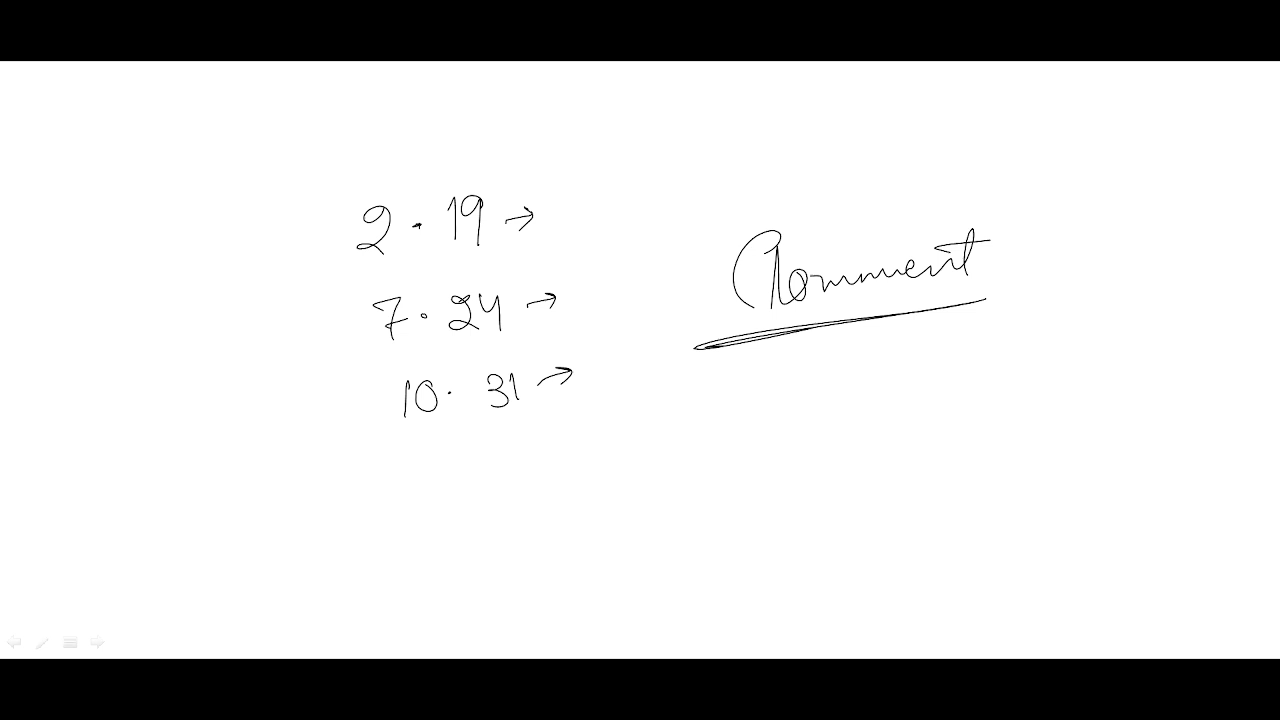 2. 19 →
7. 24 →
10. 31 →
Comment